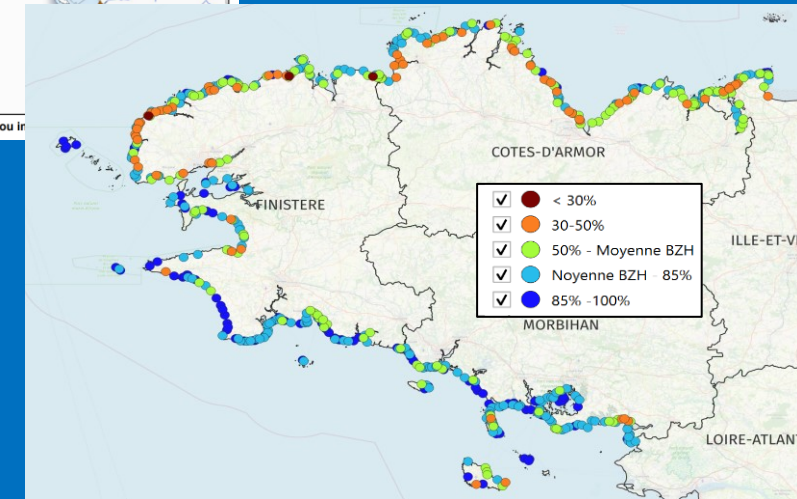 ou in
COTES-D'ARMOR
FINISTERE
ILLE-ET-VI
MORBIHAN
LOIRE-ATLANT
< 30%
30-50%
50% - Moyenne BZH
Noyenne BZH - 85%
85% -100%